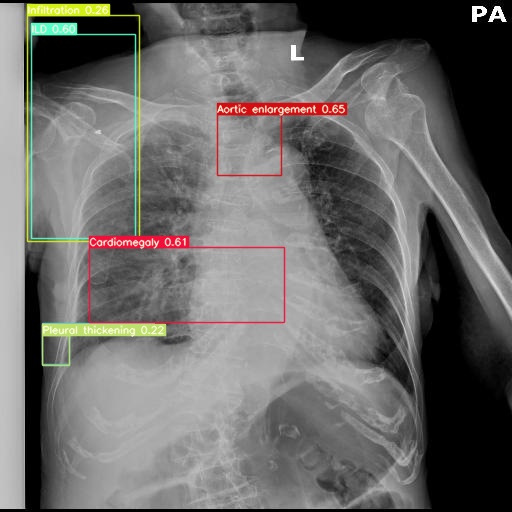 Infiltration 0.26
PA
ILD 0.60
L
Aortic enlargement 0.65
Cardiomegaly 0.61
Pleural thickening 0.22